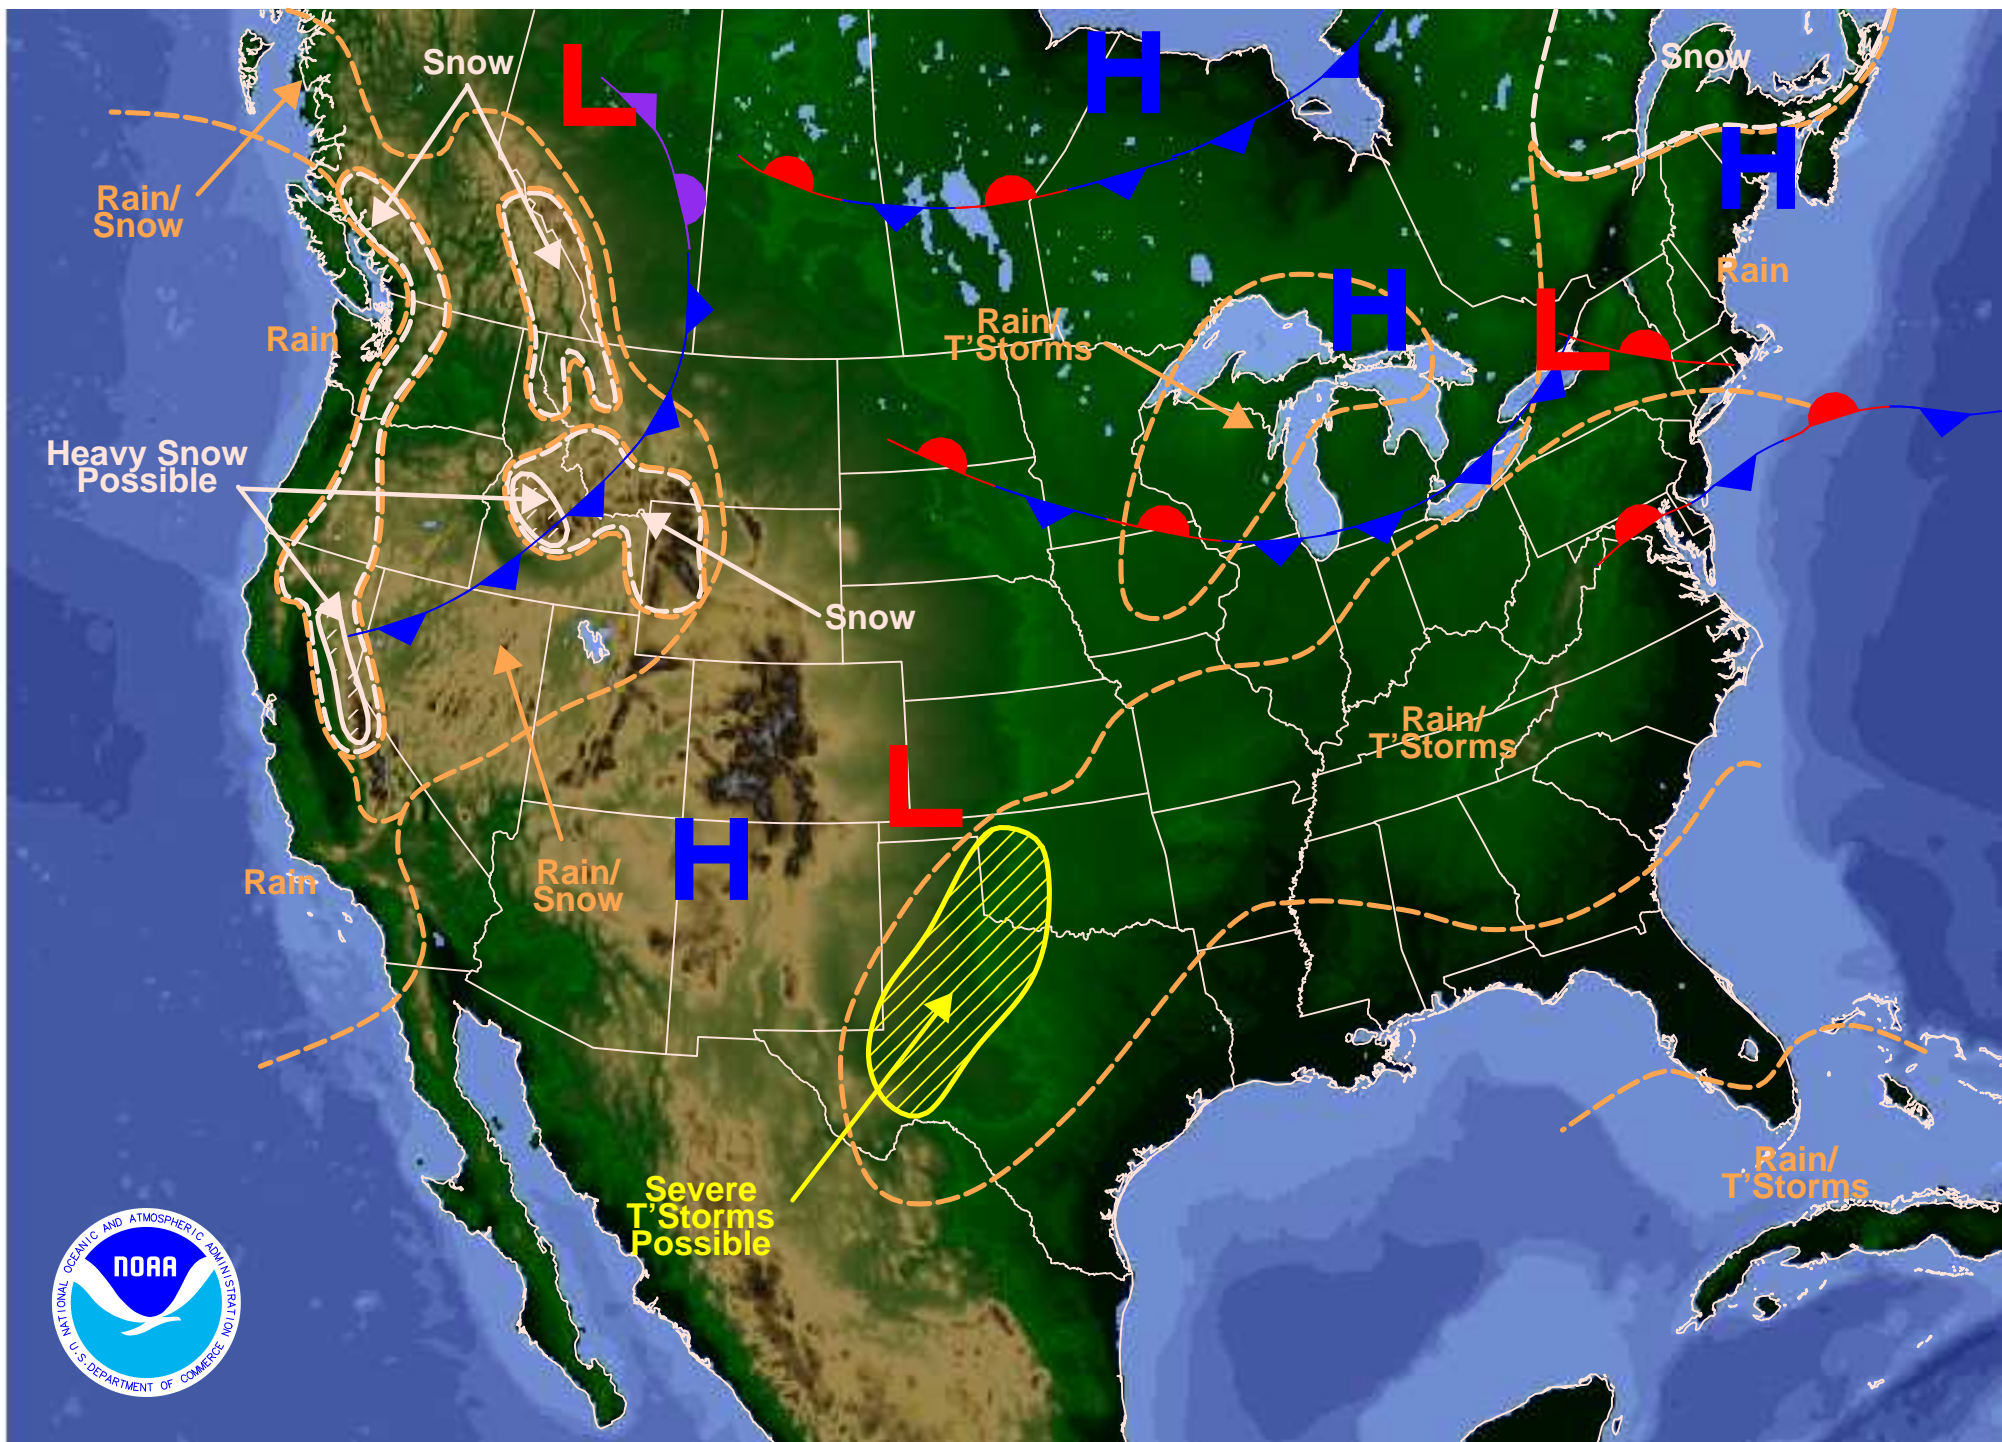 Snow
L
H
Snow
H
Rain/
Snow
Rain
H
Rain
Rain/
T'Storms
L
Heavy Snow
Possible
Snow
Rain/
T'Storms
L
H
Rain
Rain/
Snow
Rain/
T'Storms
Severe
T'Storms
Possible
NATIONAL OCEANIC AND ATMOSPHERIC ADMINISTRATION
NOAA
U.S. DEPARTMENT OF COMMERCE